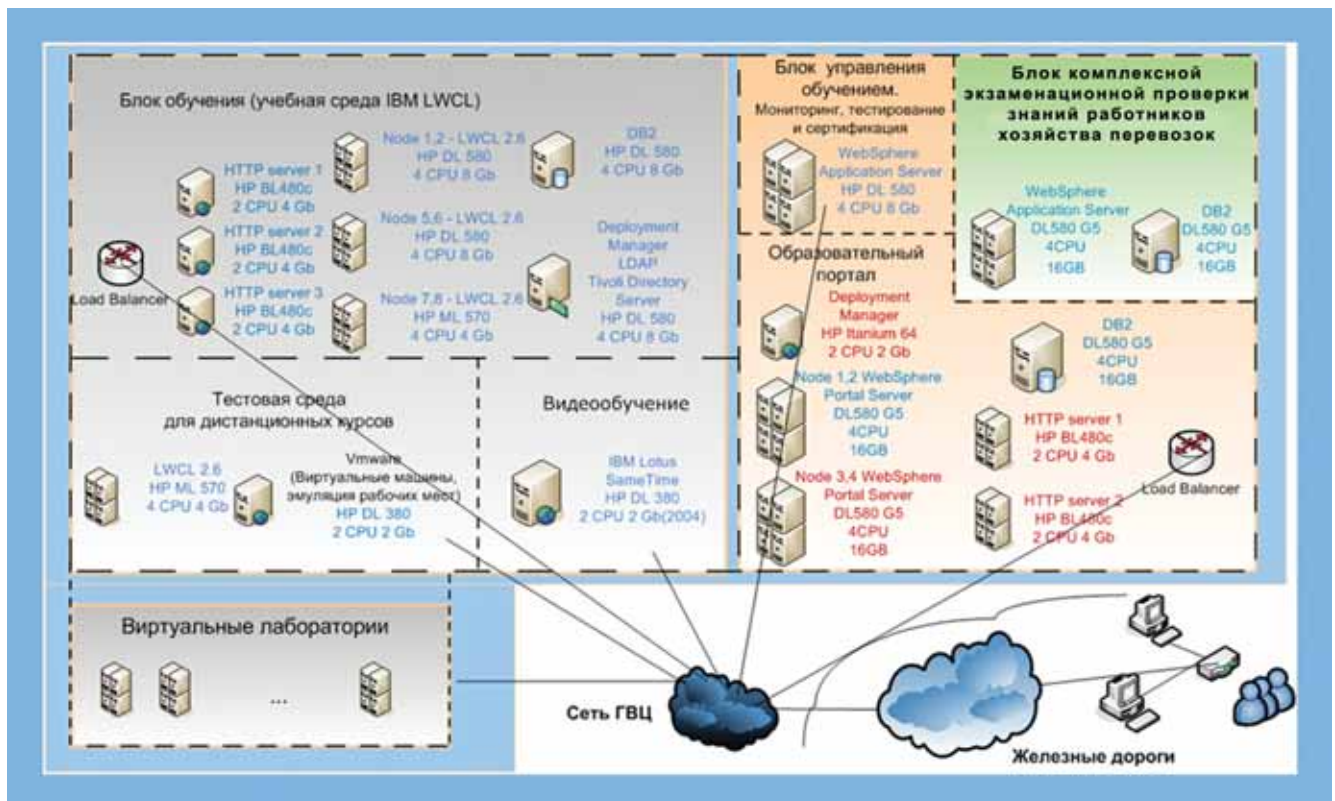 Блок обучения (учебная среда IBM LWCL)
HTTP server 1
HP BL480c
2 CPU 4 Gb
HTTP server 2
HP BL480c
2 CPU 4 Gb
HTTP server 3
HP BL480c
2 CPU 4 Gb
Load Balancer
Node 1,2 - LWCL 2.6
HP DL 580
4 CPU 8 Gb
Node 5,6 - LWCL 2.6
HP DL 580
4 CPU 8 Gb
Node 7,8 - LWCL 2.6
HP ML 570
4 CPU 4 Gb
DB2
HP DL 580
4 CPU 8 Gb
Deployment
Manager
LDAP
Tivoli Directory
Server
HP DL 580
4 CPU 8 Gb
Блок управления
обучением.
Мониторинг, тестирование
и сертификация
WebSphere
Application Server
HP DL 580
4 CPU 8 Gb
Блок комплексной
экзаменационной проверки
знаний работников
хозяйства перевозок
WebSphere
Application Server
DL580 G5
4CPU
16GB
DB2
DL580 G5
4CPU
16GB
Образовательный
портал
Deployment
Manager
HP Itanium 64
2 CPU 2 Gb
Node 1,2 WebSphere
Portal Server
DL580 G5
4CPU
16GB
Node 3,4 WebSphere
Portal Server
DL580 G5
4CPU
16GB
DB2
DL580 G5
4CPU
16GB
HTTP server 1
HP BL480c
2 CPU 4 Gb
HTTP server 2
HP BL480c
2 CPU 4 Gb
Load Balancer
Тестовая среда
для дистанционных курсов
LWCL 2.6
HP ML 570
4 CPU 4 Gb
Vmware
(Виртуальные машины,
эмуляция рабочих мест)
HP DL 380
2 CPU 2 Gb
Видеообучение
IBM Lotus
SameTime
HP DL 380
2 CPU 2 Gb(2004)
Виртуальные лаборатории
...
Сеть ГВЦ
Железные дороги